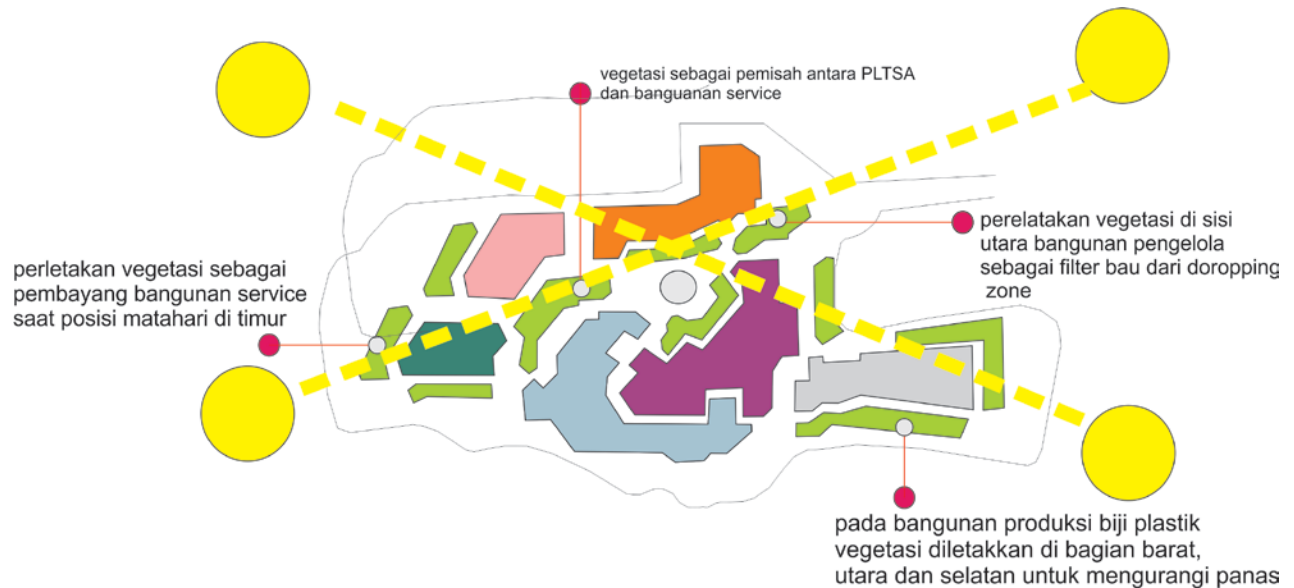 vegetasi sebagai pemisah antara PLTSA
dan banguanan service
perelatakan vegetasi di sisi
utara bangunan pengelola
sebagai filter bau dari doropping
zone
perletakan vegetasi sebagai
pembayang bangunan service
saat posisi matahari di timur
pada bangunan produksi biji plastik
vegetasi diletakkan di bagian barat,
utara dan selatan untuk mengurangi panas